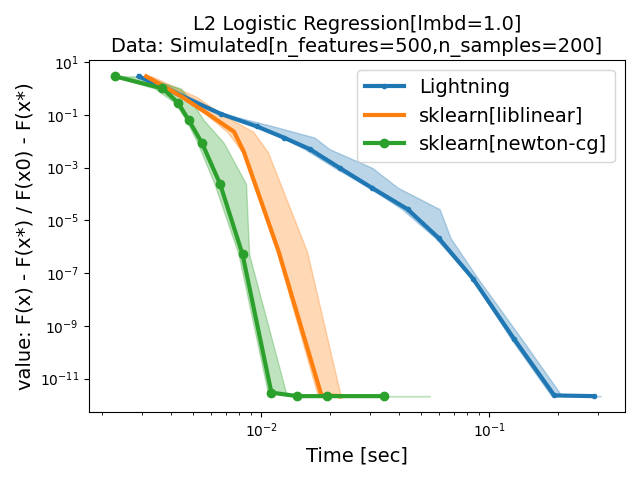 L2 Logistic Regression[lmbd=1.0]
Data: Simulated[n_features=500,n_samples=200]
value: F(x) - F(x*) / F(x0) - F(x*)
10^1
10^-1
10^-3
10^-5
10^-7
10^-9
10^-11
Lightning
sklearn[liblinear]
sklearn[newton-cg]
10^-2
10^-1
Time [sec]